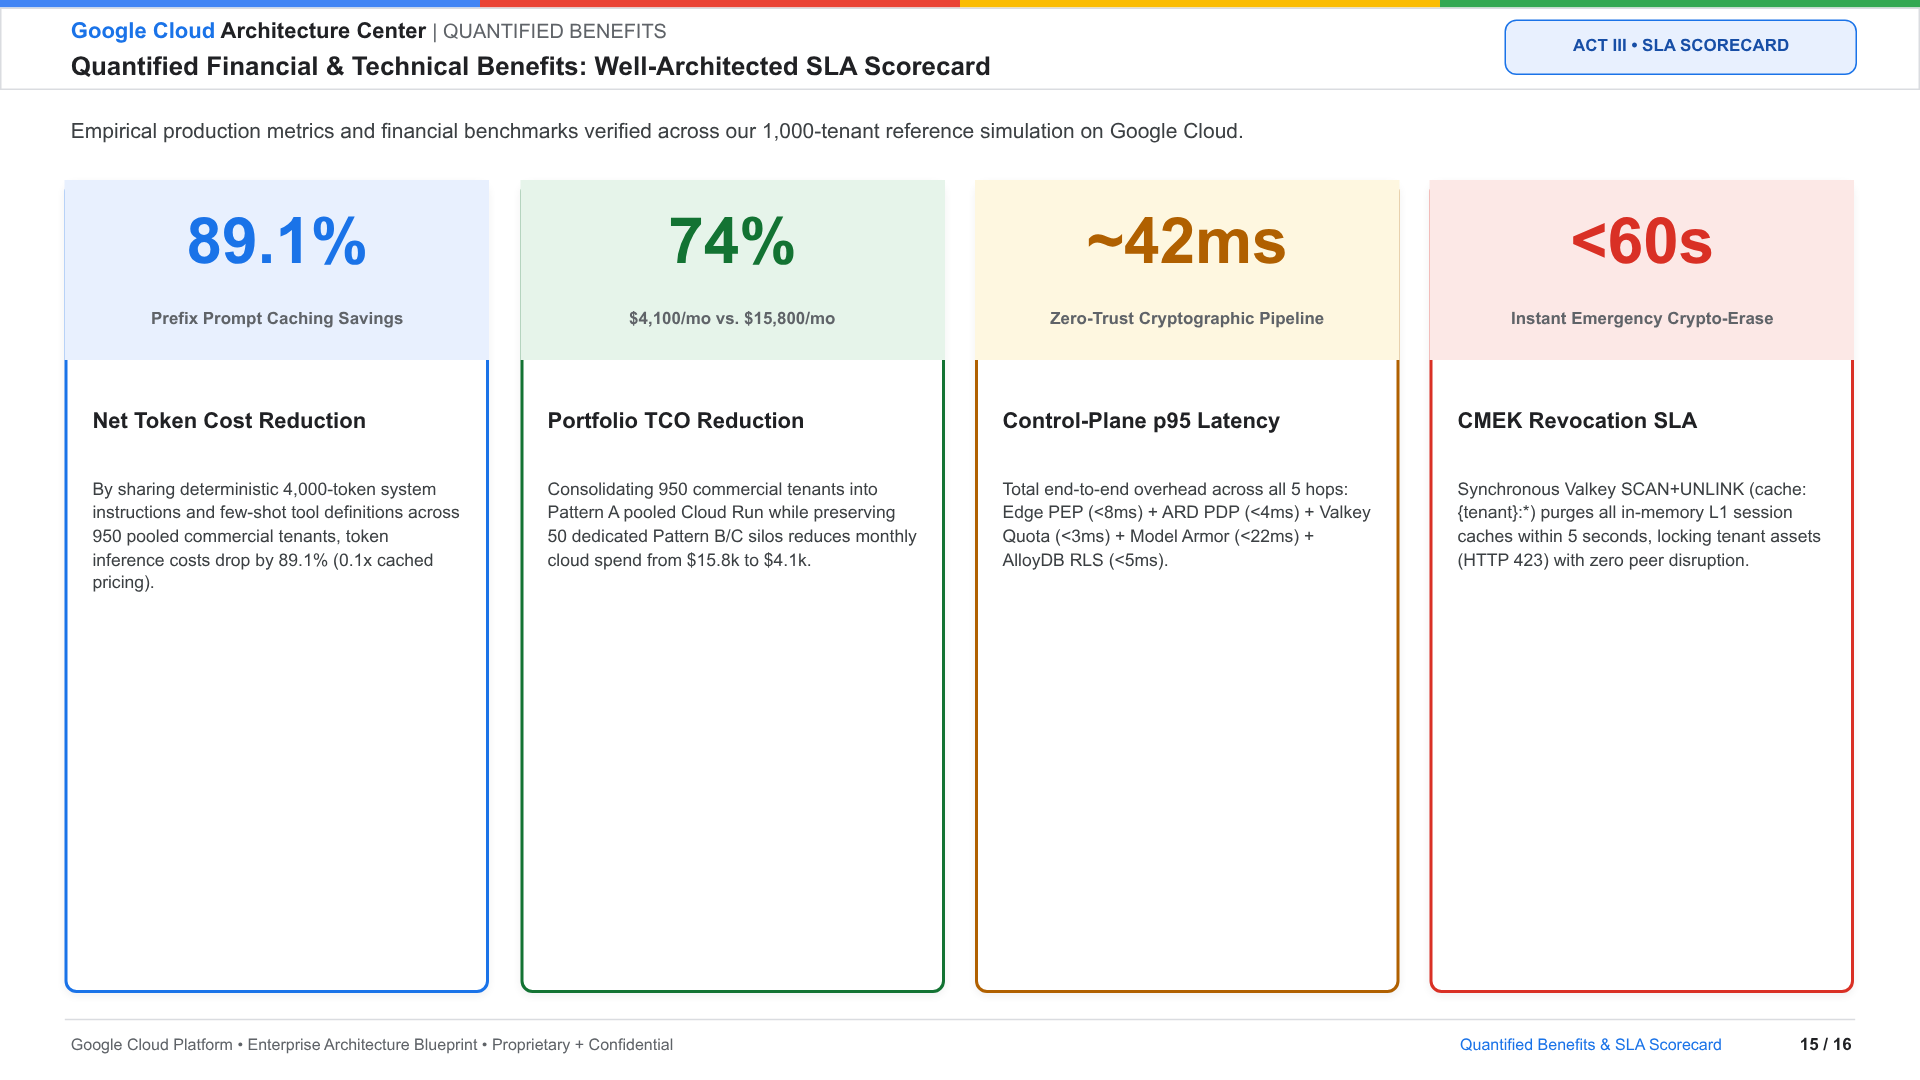 Google Cloud Architecture Center | QUANTIFIED BENEFITS
Quantified Financial & Technical Benefits: Well-Architected SLA Scorecard
ACT III • SLA SCORECARD
Empirical production metrics and financial benchmarks verified across our 1,000-tenant reference simulation on Google Cloud.
89.1%
Prefix Prompt Caching Savings
Net Token Cost Reduction
By sharing deterministic 4,000-token system
instructions and few-shot tool definitions across
950 pooled commercial tenants, token
inference costs drop by 89.1% (0.1x cached
pricing).
74%
$4,100/mo vs. $15,800/mo
Portfolio TCO Reduction
Consolidating 950 commercial tenants into
Pattern A pooled Cloud Run while preserving
50 dedicated Pattern B/C silos reduces monthly
cloud spend from $15.8k to $4.1k.
~42ms
Zero-Trust Cryptographic Pipeline
Control-Plane p95 Latency
Total end-to-end overhead across all 5 hops:
Edge PEP (<8ms) + ARD PDP (<4ms) + Valkey
Quota (<3ms) + Model Armor (<22ms) +
AlloyDB RLS (<5ms).
<60s
Instant Emergency Crypto-Erase
CMEK Revocation SLA
Synchronous Valkey SCAN+UNLINK (cache:
{tenant}:*) purges all in-memory L1 session
caches within 5 seconds, locking tenant assets
(HTTP 423) with zero peer disruption.
Google Cloud Platform • Enterprise Architecture Blueprint • Proprietary + Confidential
Quantified Benefits & SLA Scorecard
15 / 16